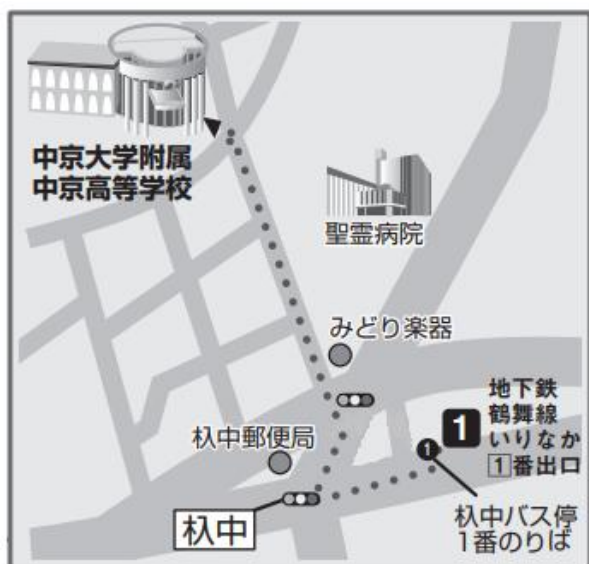 中京大学附属
中京高等学校
聖霊病院
みどり楽器
杁中郵便局
杁中
1
1
地下鉄
鶴舞線
いりなか
1番出口
杁中バス停
1番のりば